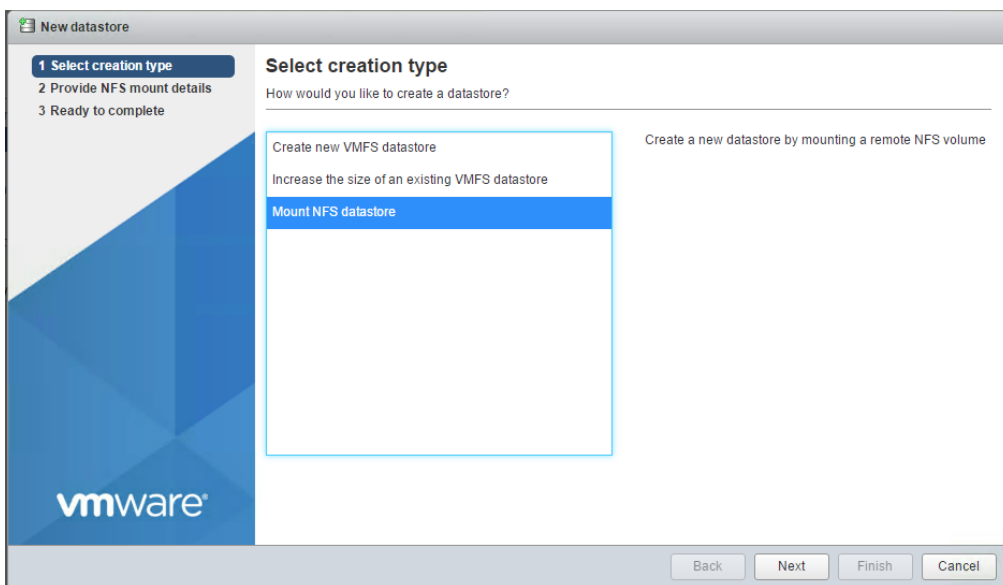 New datastore
1 Select creation type
2 Provide NFS mount details
3 Ready to complete
Select creation type
How would you like to create a datastore?
Create new VMFS datastore
Increase the size of an existing VMFS datastore
Mount NFS datastore
Create a new datastore by mounting a remote NFS volume
vmware®
Back
Next
Finish
Cancel